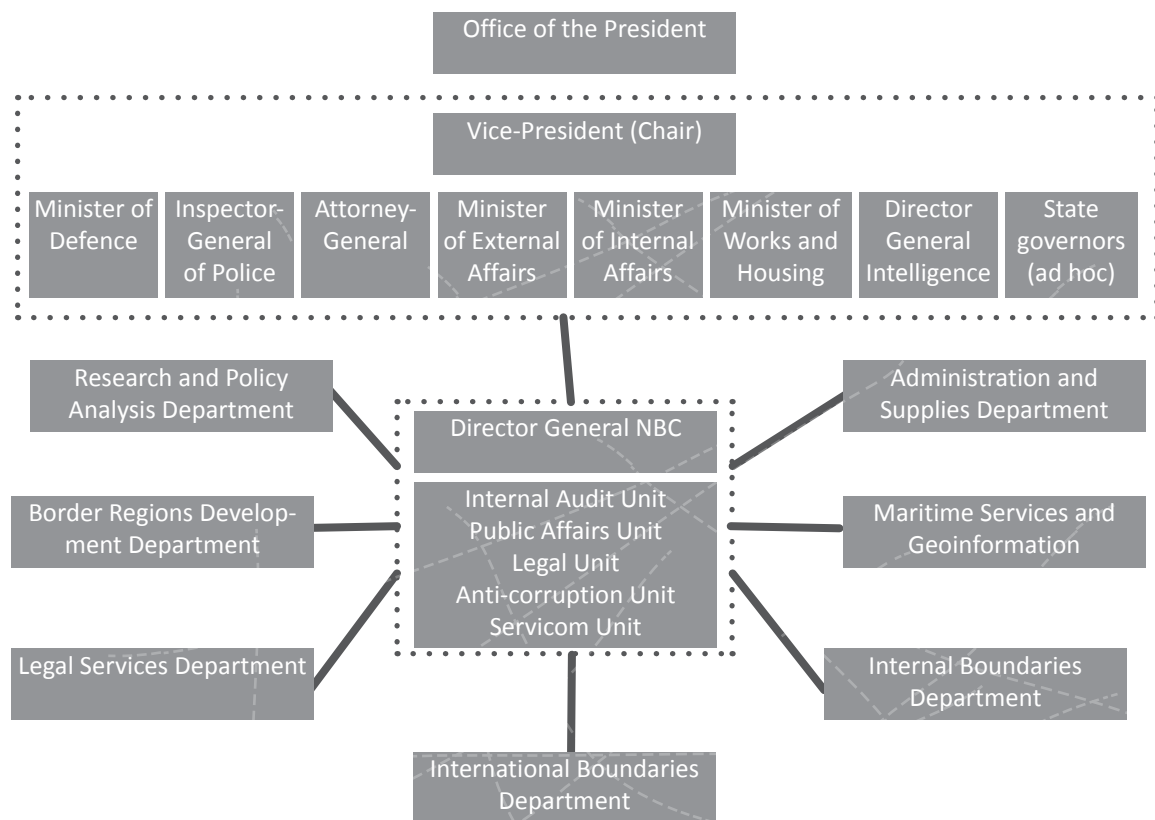 Office of the President
Vice-President (Chair)
Minister of
Defence
Inspector-
General
of Police
Attorney-
General
Minister
of External
Affairs
Minister
of Internal
Affairs
Minister of
Works and
Housing
Director
General
Intelligence
State
governors
(ad hoc)
Research and Policy
Analysis Department
Administration and
Supplies Department
Director General NBC
Internal Audit Unit
Public Affairs Unit
Legal Unit
Anti-corruption Unit
Servicom Unit
Border Regions Develop-
ment Department
Maritime Services and
Geoinformation
Legal Services Department
Internal Boundaries
Department
International Boundaries
Department